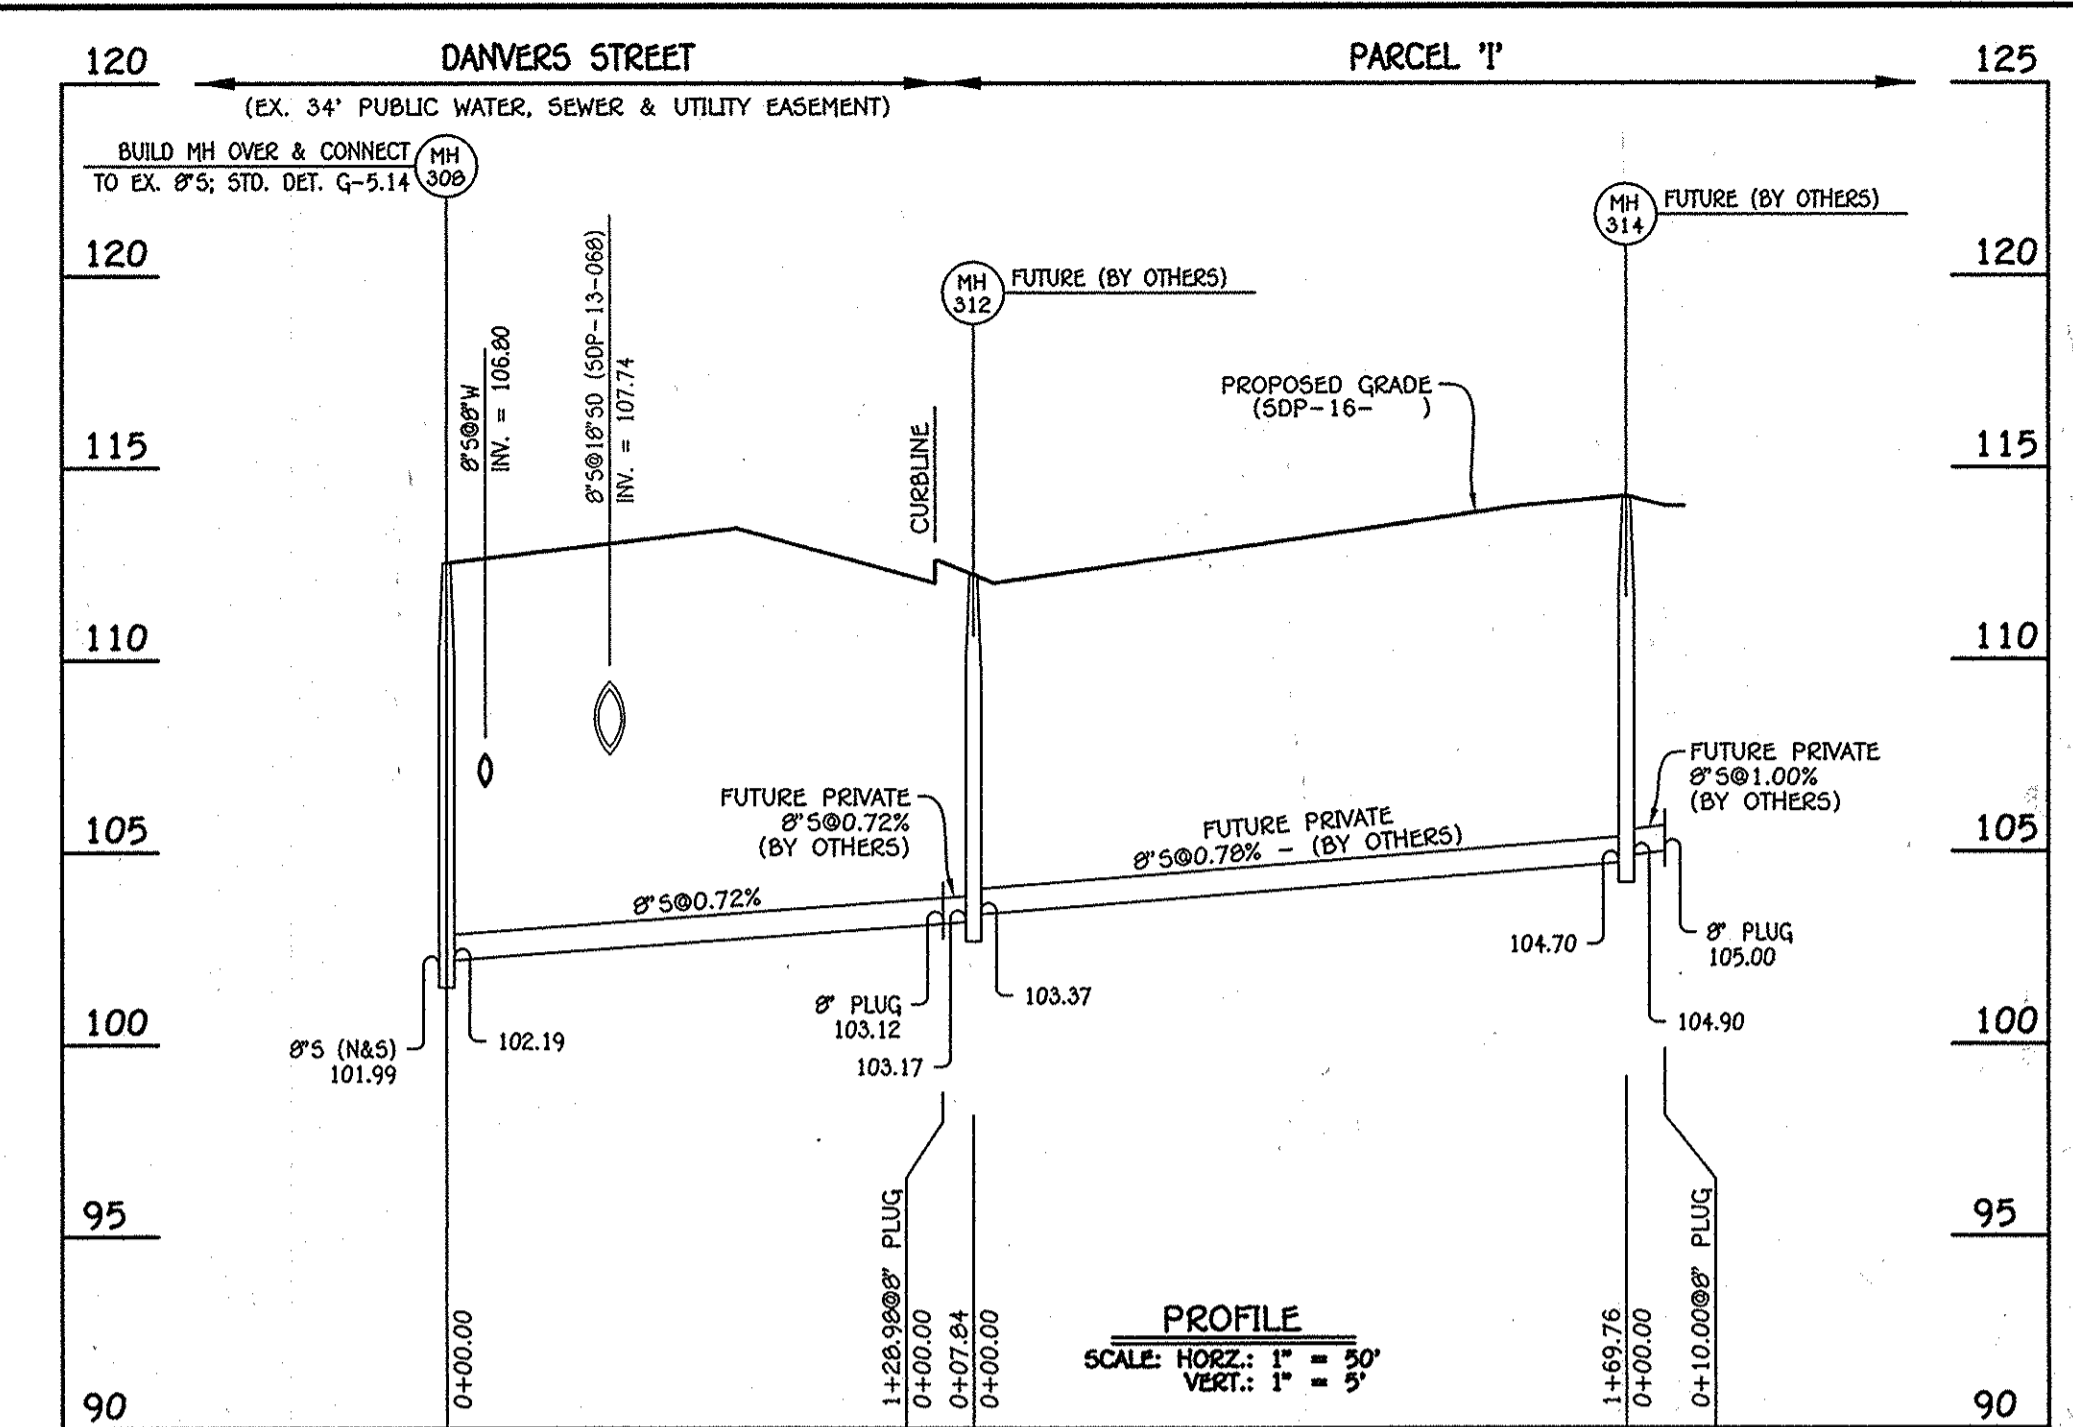 DANVERS STREET
PARCEL 'I'
(EX. 34' PUBLIC WATER, SEWER & UTILITY EASEMENT)
120
125
BUILD MH OVER & CONNECT
TO EX. 8"S; STD. DET. G-5.14
MH
308
MH
314
FUTURE (BY OTHERS)
120
120
MH
312
FUTURE (BY OTHERS)
8"S@8"W
INV. = 106.80
8"S@18"SD (SDP-13-068)
INV. = 107.74
CURBLINE
PROPOSED GRADE
(SDP-16- )
115
115
110
110
FUTURE PRIVATE
8"S@0.72%
(BY OTHERS)
FUTURE PRIVATE
8"S@0.78% - (BY OTHERS)
FUTURE PRIVATE
8"S@1.00%
(BY OTHERS)
105
105
8"S@0.72%
8" PLUG
103.12
103.37
104.70
8" PLUG
105.00
104.90
100
100
8"S (N&S)
101.99
102.19
103.17
95
95
0+00.00
1+28.98@8" PLUG
0+00.00
0+07.84
0+00.00
1+69.76
0+00.00
0+10.00@8" PLUG
PROFILE
SCALE: HORZ.: 1" = 50'
VERT.: 1" = 5'
90
90